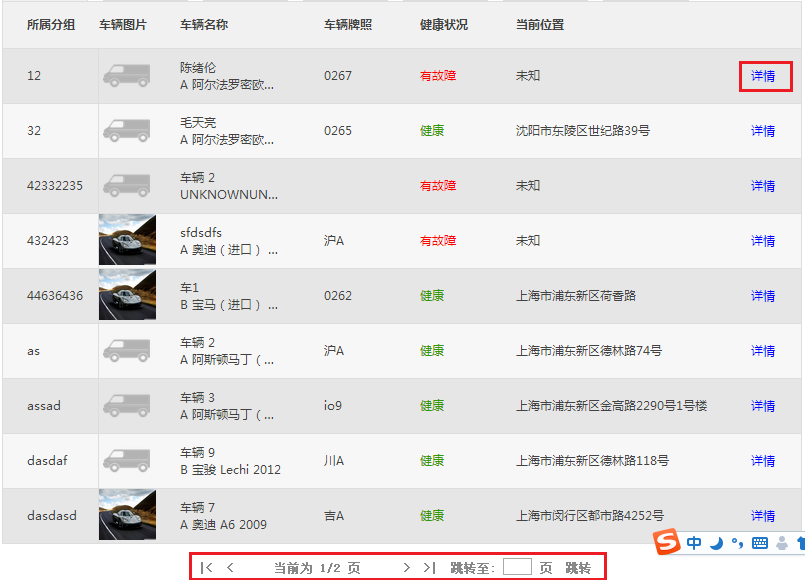 所属分组 车辆图片 车辆名称 车辆牌照 健康状况 当前位置
12 陈绪伦 0267 有故障 未知 详情
A 阿尔法罗密欧...
32 毛天亮 0265 健康 沈阳市东陵区世纪路39号 详情
A 阿尔法罗密欧...
42332235 车辆 2 有故障 未知 详情
UNKNOWNUN...
432423 sfdsdfs 沪A 有故障 未知 详情
A 奥迪（进口） ...
44636436 车1 0262 健康 上海市浦东新区荷香路 详情
B 宝马（进口） ...
as 车辆 2 沪A 健康 上海市浦东新区德林路74号 详情
A 阿斯顿马丁（...
assad 车辆 3 io9 健康 上海市浦东新区金高路2290号1号楼 详情
A 阿斯顿马丁（...
dasdaf 车辆 9 川A 健康 上海市浦东新区德林路118号 详情
B 宝骏 Lechi 2012
dasdasd 车辆 7 吉A 健康 上海市闵行区都市路4252号 详情
A 奥迪 A6 2009
S 中
|< < 当前为 1/2 页 > >| 跳转至: 页 跳转